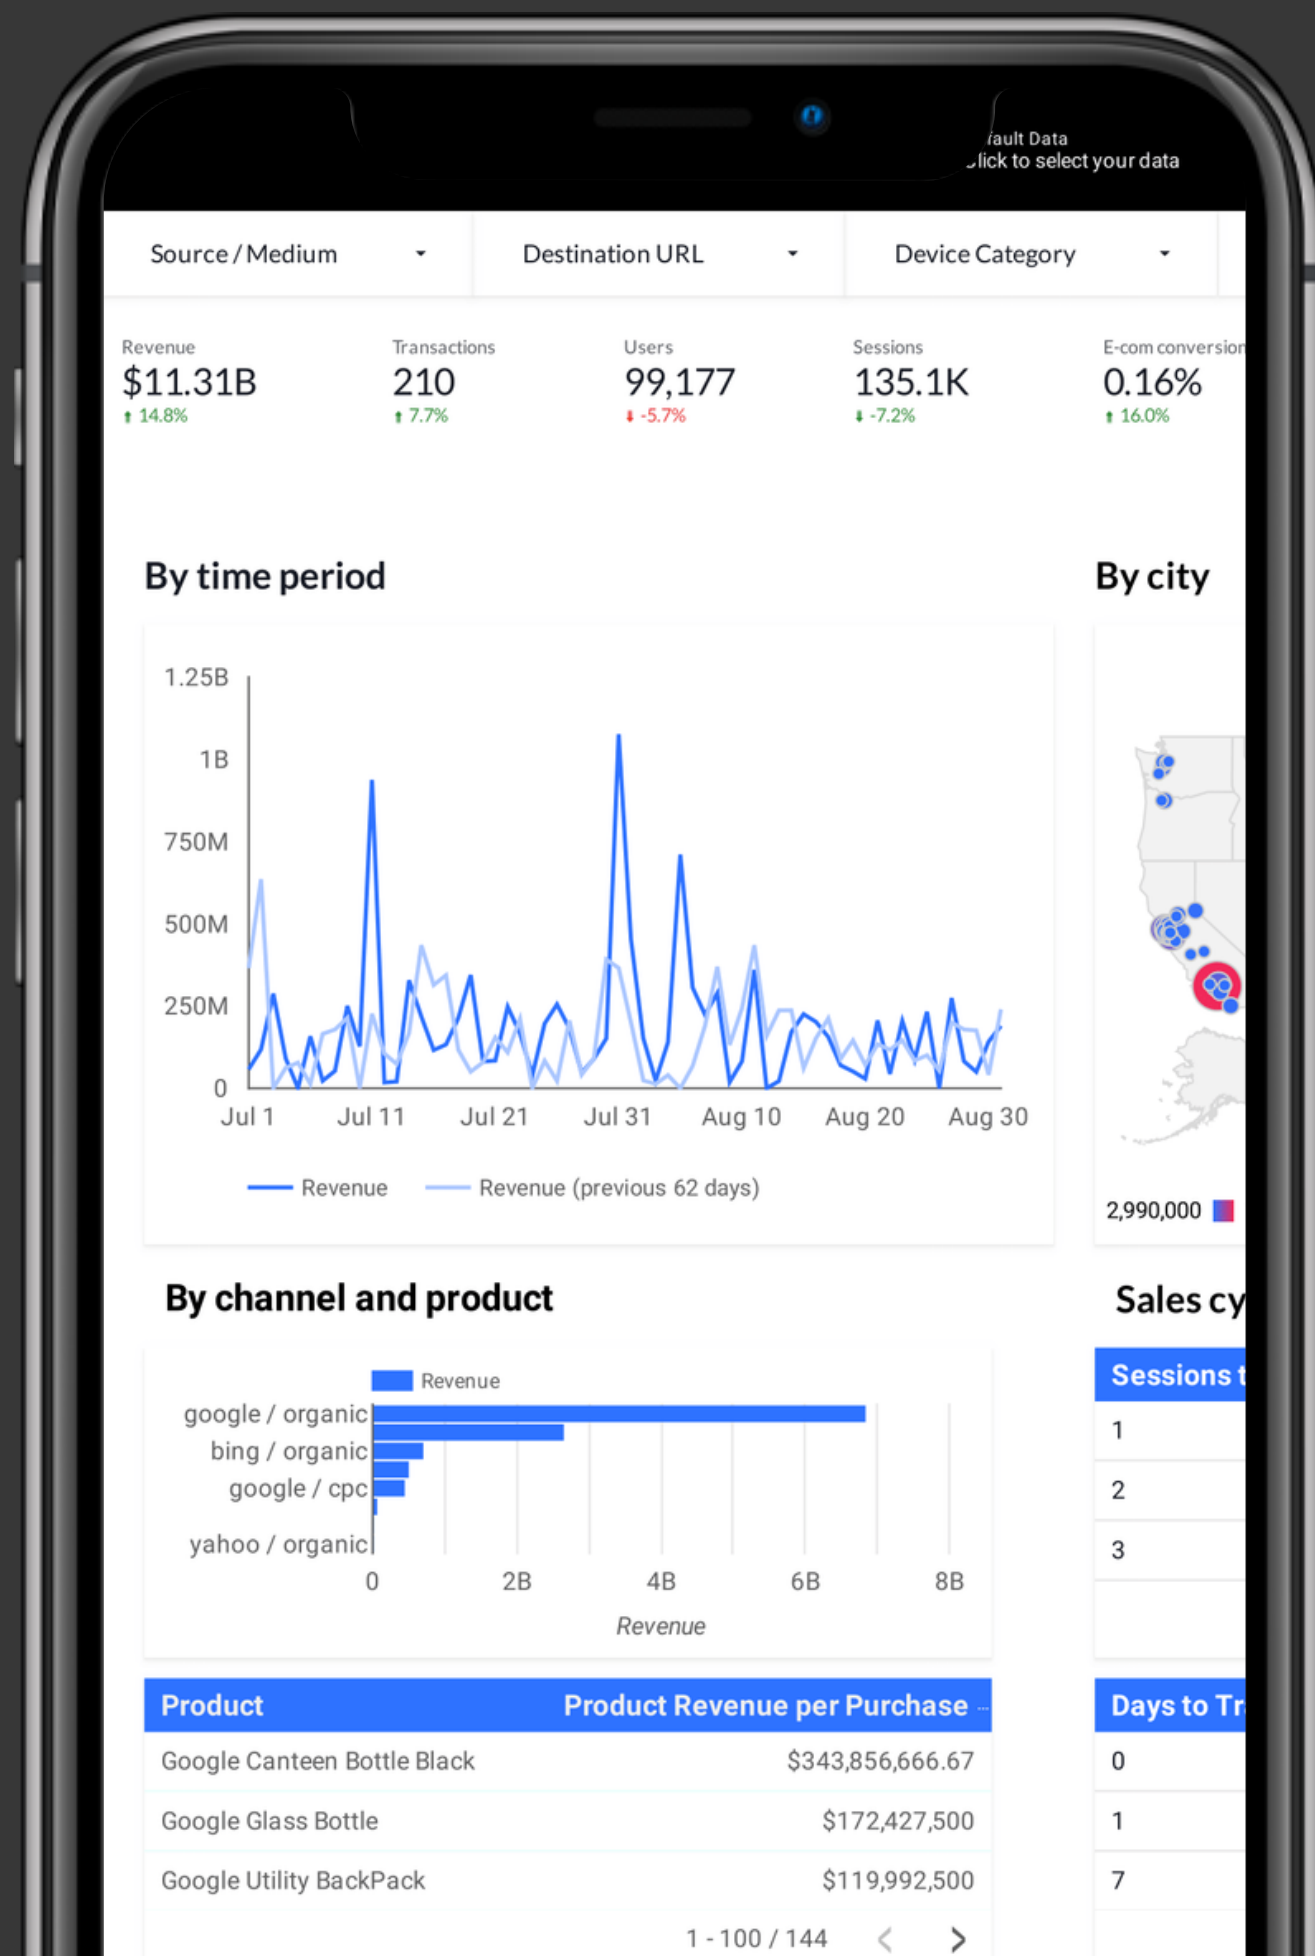 fault Data
lick to select your data
Source / Medium
Destination URL
Device Category
Revenue
$11.31B
14.8%
Transactions
210
7.7%
Users
99,177
-5.7%
Sessions
135.1K
-7.2%
E-com conversion
0.16%
16.0%
By time period
1.25B
1B
750M
500M
250M
0
Jul 1 Jul 11 Jul 21 Jul 31 Aug 10 Aug 20 Aug 30
Revenue Revenue (previous 62 days)
By city
2,990,000
By channel and product
Revenue
google / organic
bing / organic
google / cpc
yahoo / organic
0 2B 4B 6B 8B
Revenue
Product Product Revenue per Purchase ...
Google Canteen Bottle Black $343,856,666.67
Google Glass Bottle $172,427,500
Google Utility BackPack $119,992,500
1 - 100 / 144
Sales cy
Sessions t
1
2
3
Days to Tr
0
1
7